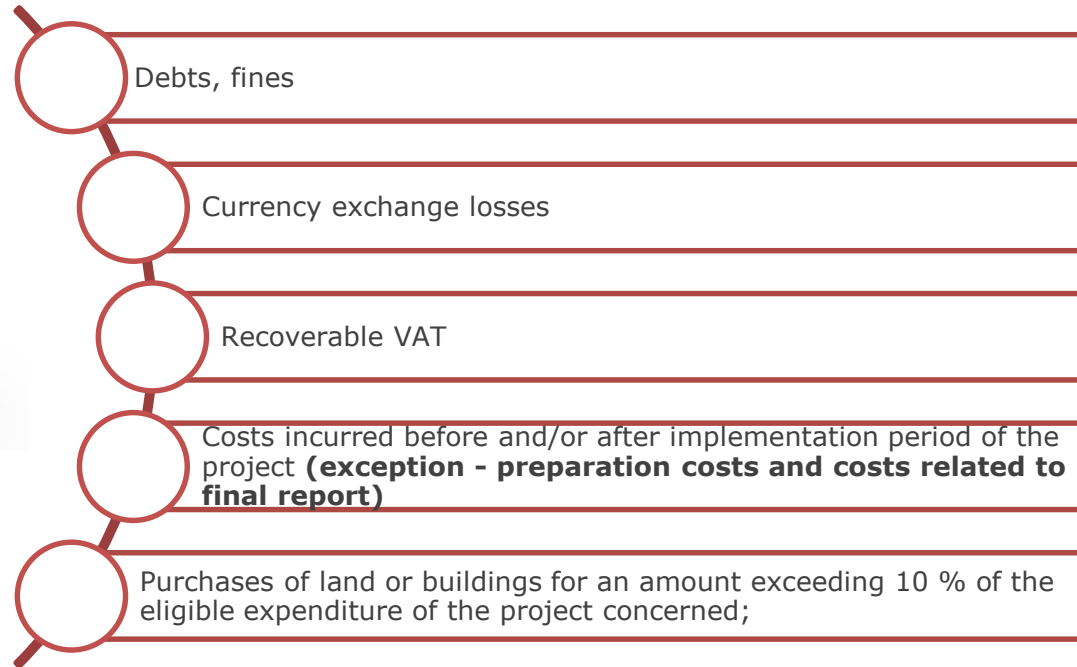 Debts, fines
Currency exchange losses
Recoverable VAT
Costs incurred before and/or after implementation period of the
project (exception - preparation costs and costs related to
final report)
Purchases of land or buildings for an amount exceeding 10 % of the
eligible expenditure of the project concerned;